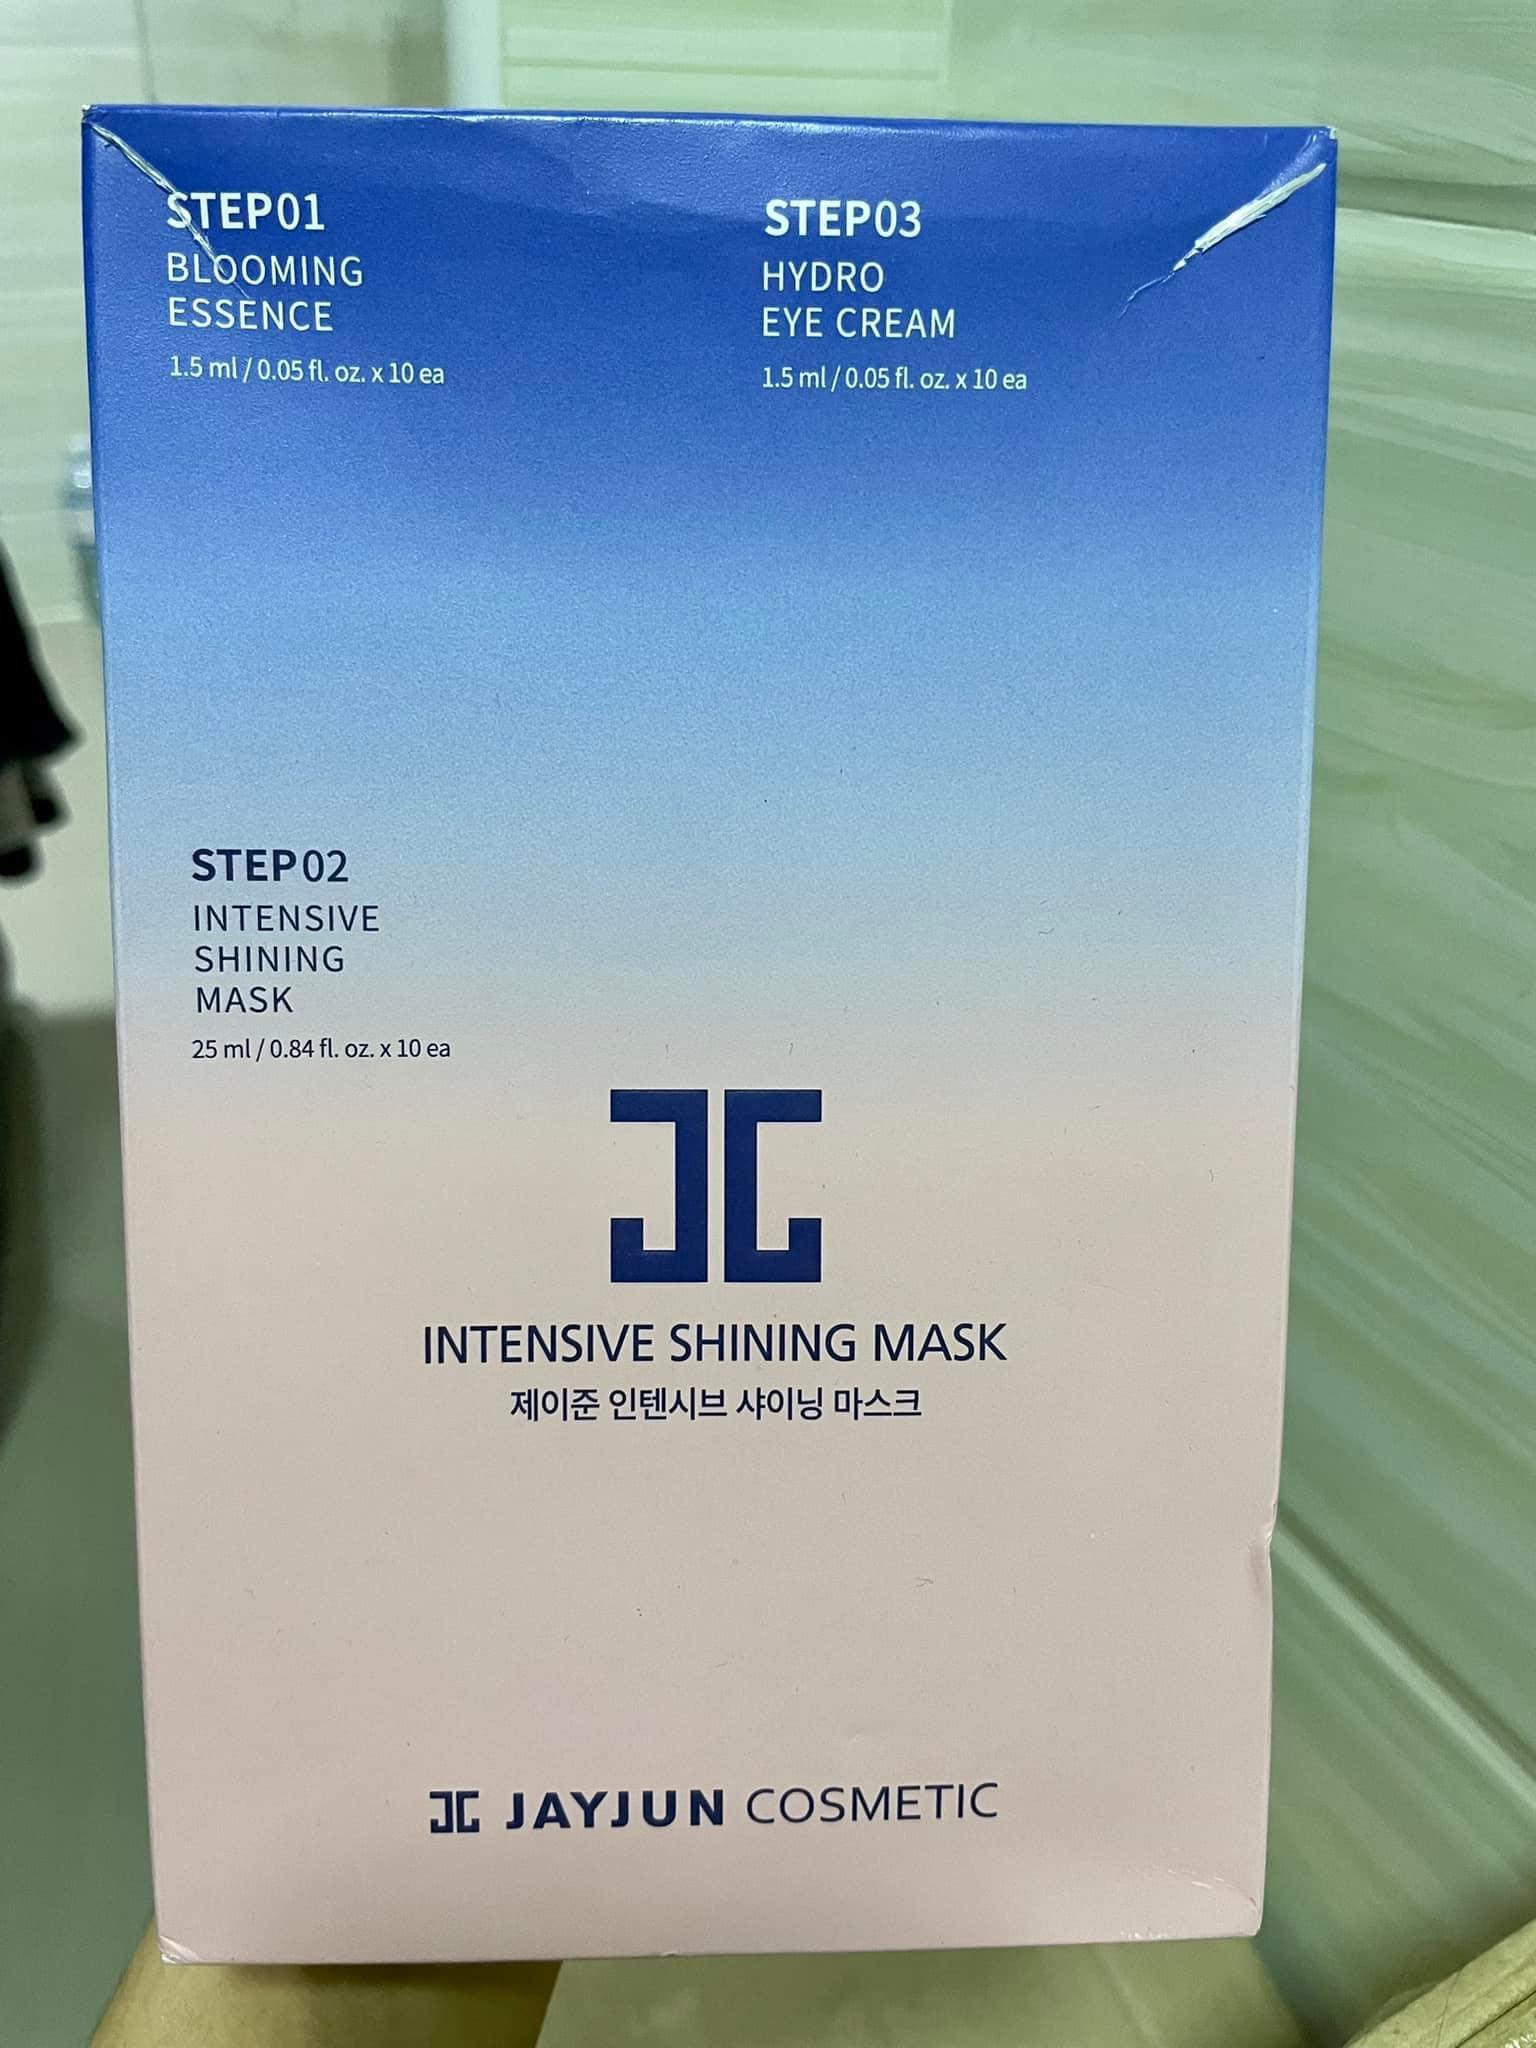 STEP01
BLOOMING
ESSENCE
1.5 ml / 0.05 fl. oz. x 10 ea
STEP03
HYDRO
EYE CREAM
1.5 ml / 0.05 fl. oz. x 10 ea
STEP02
INTENSIVE
SHINING
MASK
25 ml / 0.84 fl. oz. x 10 ea
INTENSIVE SHINING MASK
제이준 인텐시브 샤이닝 마스크
JAYJUN COSMETIC